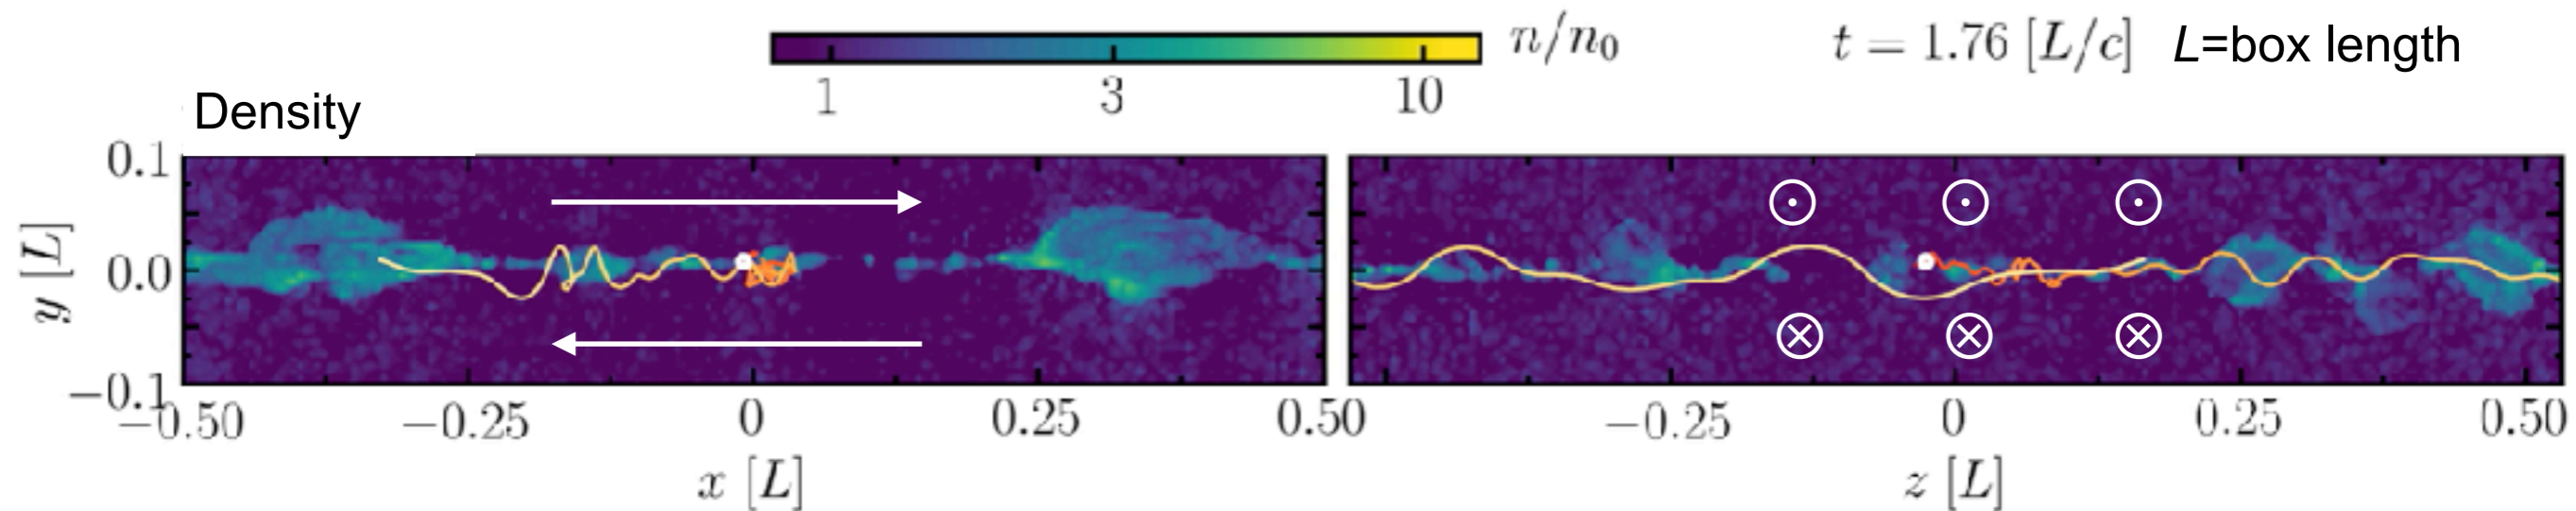 n/n₀
t = 1.76 [L/c] L=box length
1 3 10
Density
0.1
0.0
−0.1
y [L]
−0.50 −0.25 0 0.25 0.50
−0.25 0 0.25 0.50
x [L]
z [L]